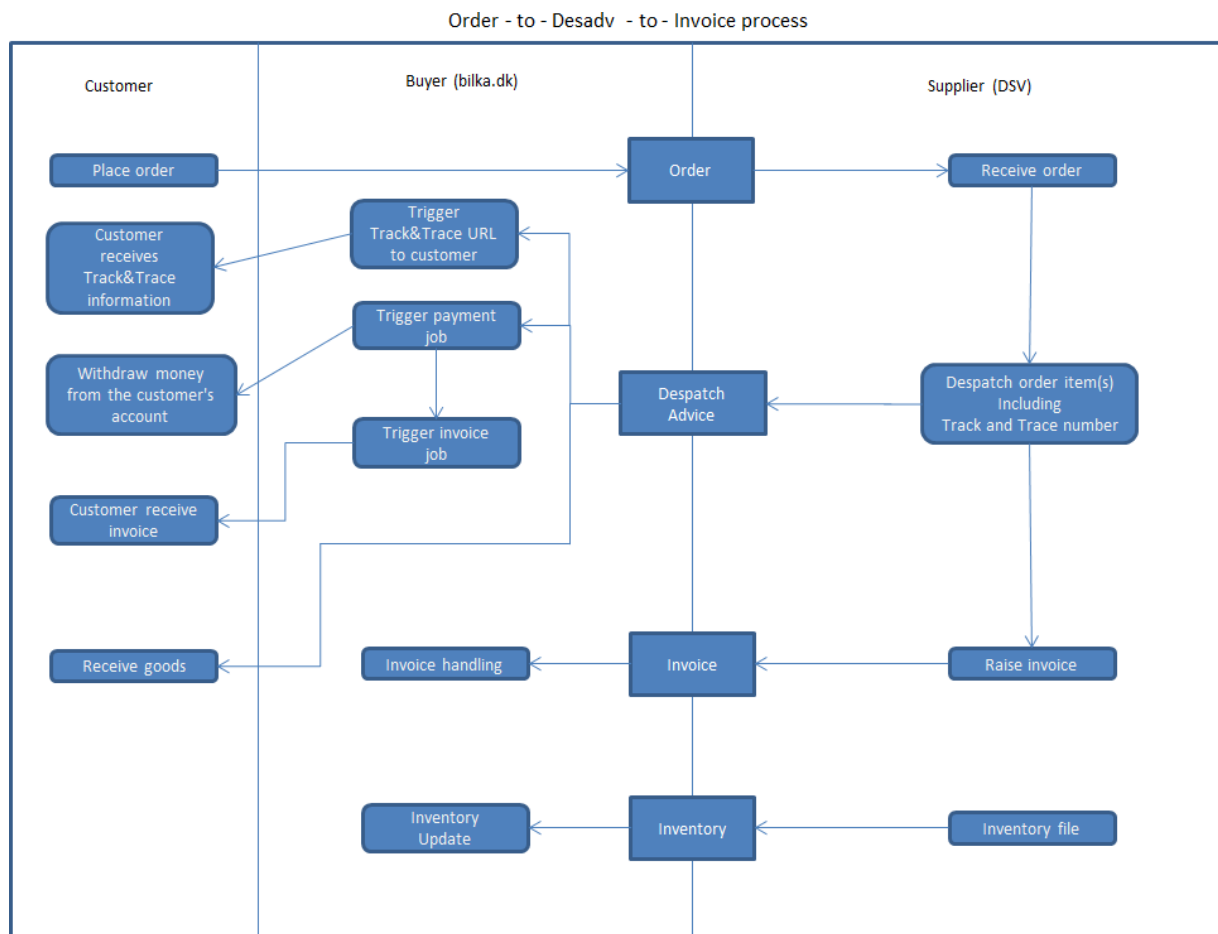 Order - to - Desadv - to - Invoice process
Customer
Buyer (bilka.dk)
Supplier (DSV)
Place order
Order
Receive order
Trigger
Track&Trace URL
to customer
Customer
receives
Track&Trace
information
Trigger payment
job
Withdraw money
from the customer's
account
Despatch
Advice
Despatch order item(s)
Including
Track and Trace number
Trigger invoice
job
Customer receive
invoice
Receive goods
Invoice handling
Invoice
Raise invoice
Inventory
Update
Inventory
Inventory file